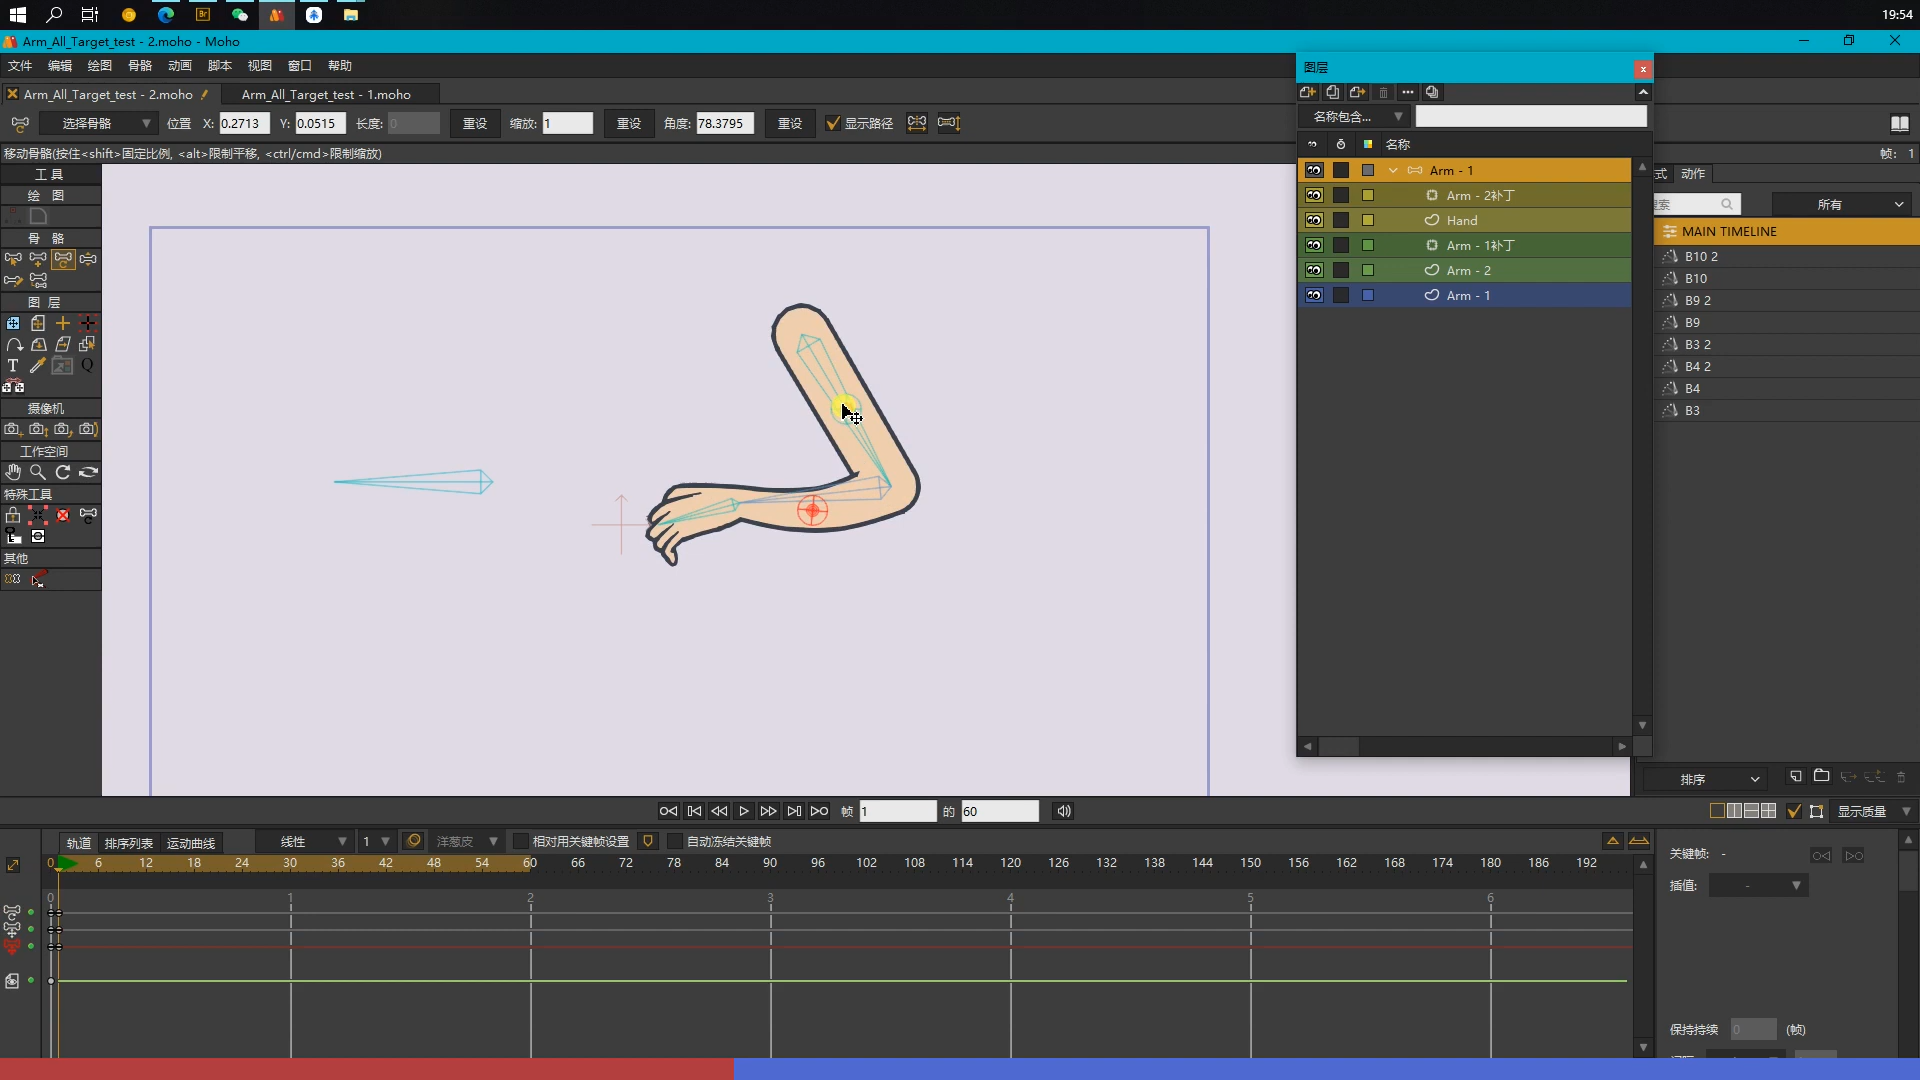 19:54
Arm_All_Target_test - 2.moho - Moho
文件 编辑 绘图 骨骼 动画 脚本 视图 窗口 帮助
Arm_All_Target_test - 2.moho Arm_All_Target_test - 1.moho
选择骨骼 位置 X: 0.2713 Y: 0.0515 长度: 0 重设 缩放: 1 重设 角度: 78.3795 重设 显示路径
移动骨骼(按住<shift>固定比例, <alt>限制平移, <ctrl/cmd>限制缩放)
帧: 1
工具
绘 图
骨 骼
图 层
T Q
摄像机
工作空间
特殊工具
其他
图层
名称包含...
名称
Arm - 1
Arm - 2补丁
Hand
Arm - 1补丁
Arm - 2
Arm - 1
式 动作
索 所有
MAIN TIMELINE
B10 2
B10
B9 2
B9
B3 2
B4 2
B4
B3
排序
帧 1 的 60
显示质量
轨道 排序列表 运动曲线 线性 1 洋葱皮 相对用关键帧设置 自动冻结关键帧
0 6 12 18 24 30 36 42 48 54 60 66 72 78 84 90 96 102 108 114 120 126 132 138 144 150 156 162 168 174 180 186 192
0 1 2 3 4 5 6
关键帧: -
插值: -
保持持续 0 (帧)